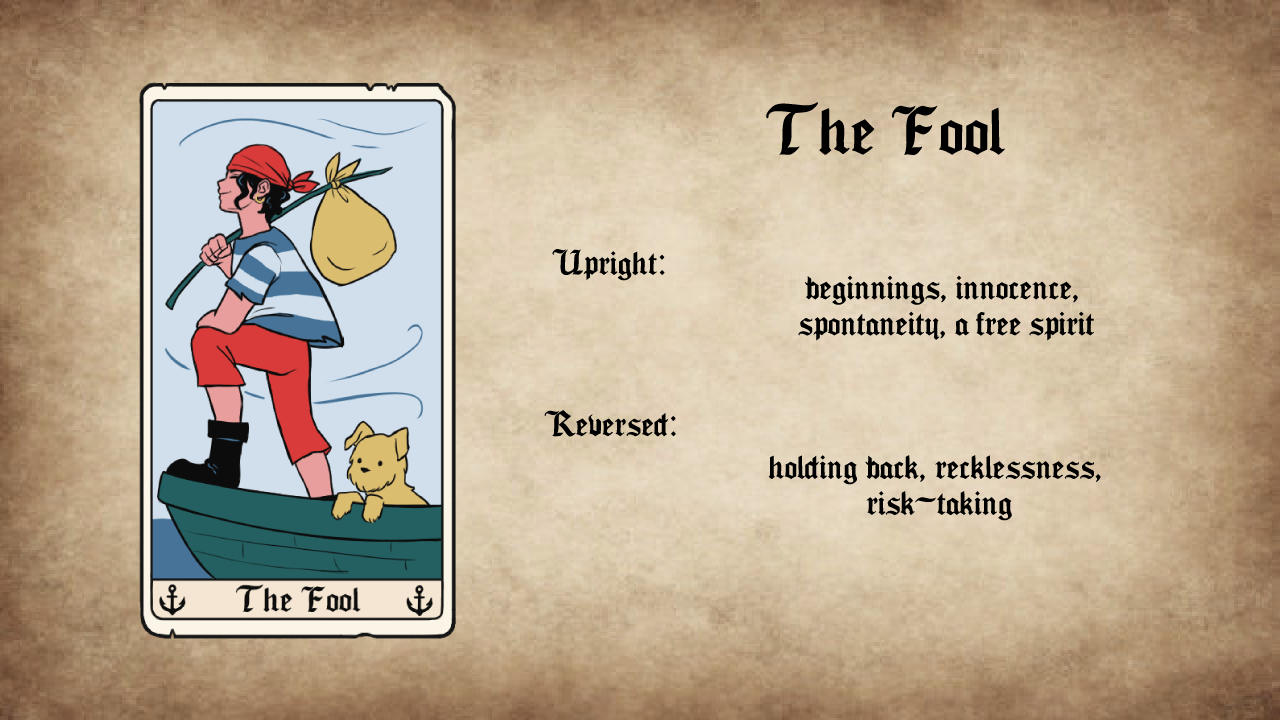 The Fool
Upright:
beginnings, innocence,
spontaneity, a free spirit
Reversed:
holding back, recklessness,
risk~taking
The Fool